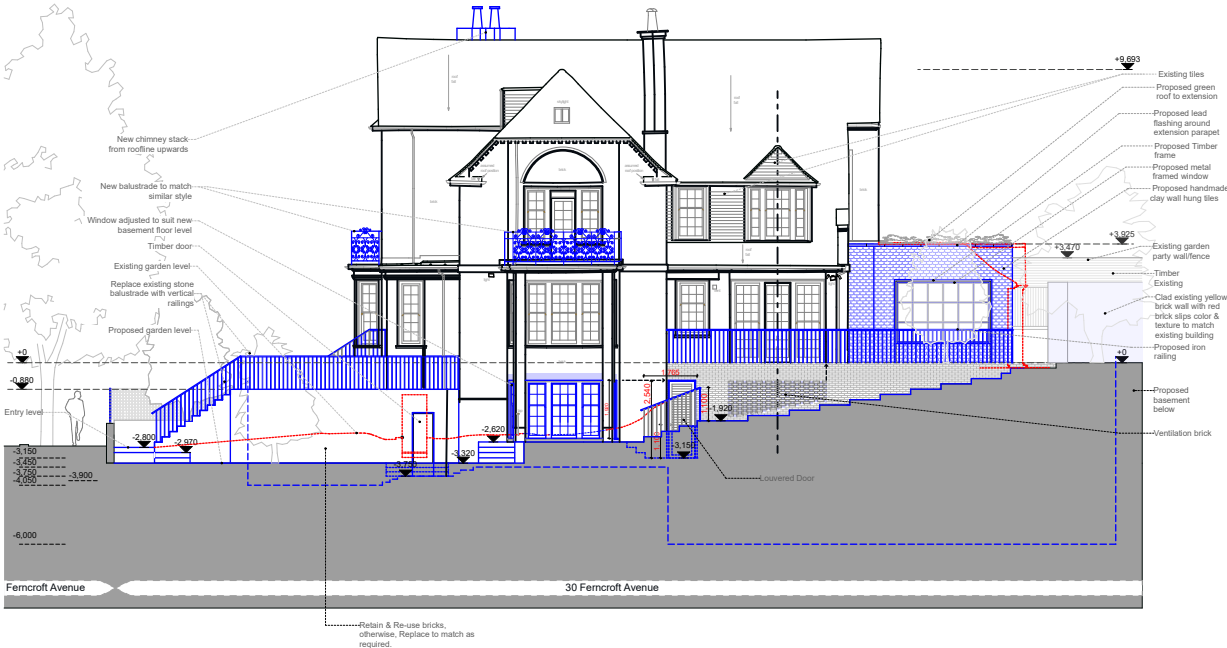 New chimney stack
from roofline upwards
New balustrade to match
similar style
Window adjusted to suit new
basement floor level
Timber door
Existing garden level
Replace existing stone
balustrade with vertical
railings
Proposed garden level
+0
-0,880
Entry level
-2,800
-2,970
-3,150
-3,450
-3,750
-4,050
-3,900
-6,000
-2,620
-3,320
1,765
2,540
1,100
-1,920
-3,150
Louvered Door
+9,693
Existing tiles
Proposed green
roof to extension
Proposed lead
flashing around
extension parapet
Proposed Timber
frame
Proposed metal
framed window
Proposed handmade
clay wall hung tiles
+3,925
+3,470
Existing garden
party wall/fence
Timber
Existing
Clad existing yellow
brick wall with red
brick slips color &
texture to match
existing building
Proposed iron
railing
+0
Proposed
basement
below
Ventilation brick
Ferncroft Avenue
30 Ferncroft Avenue
Retain & Re-use bricks,
otherwise, Replace to match as
required.